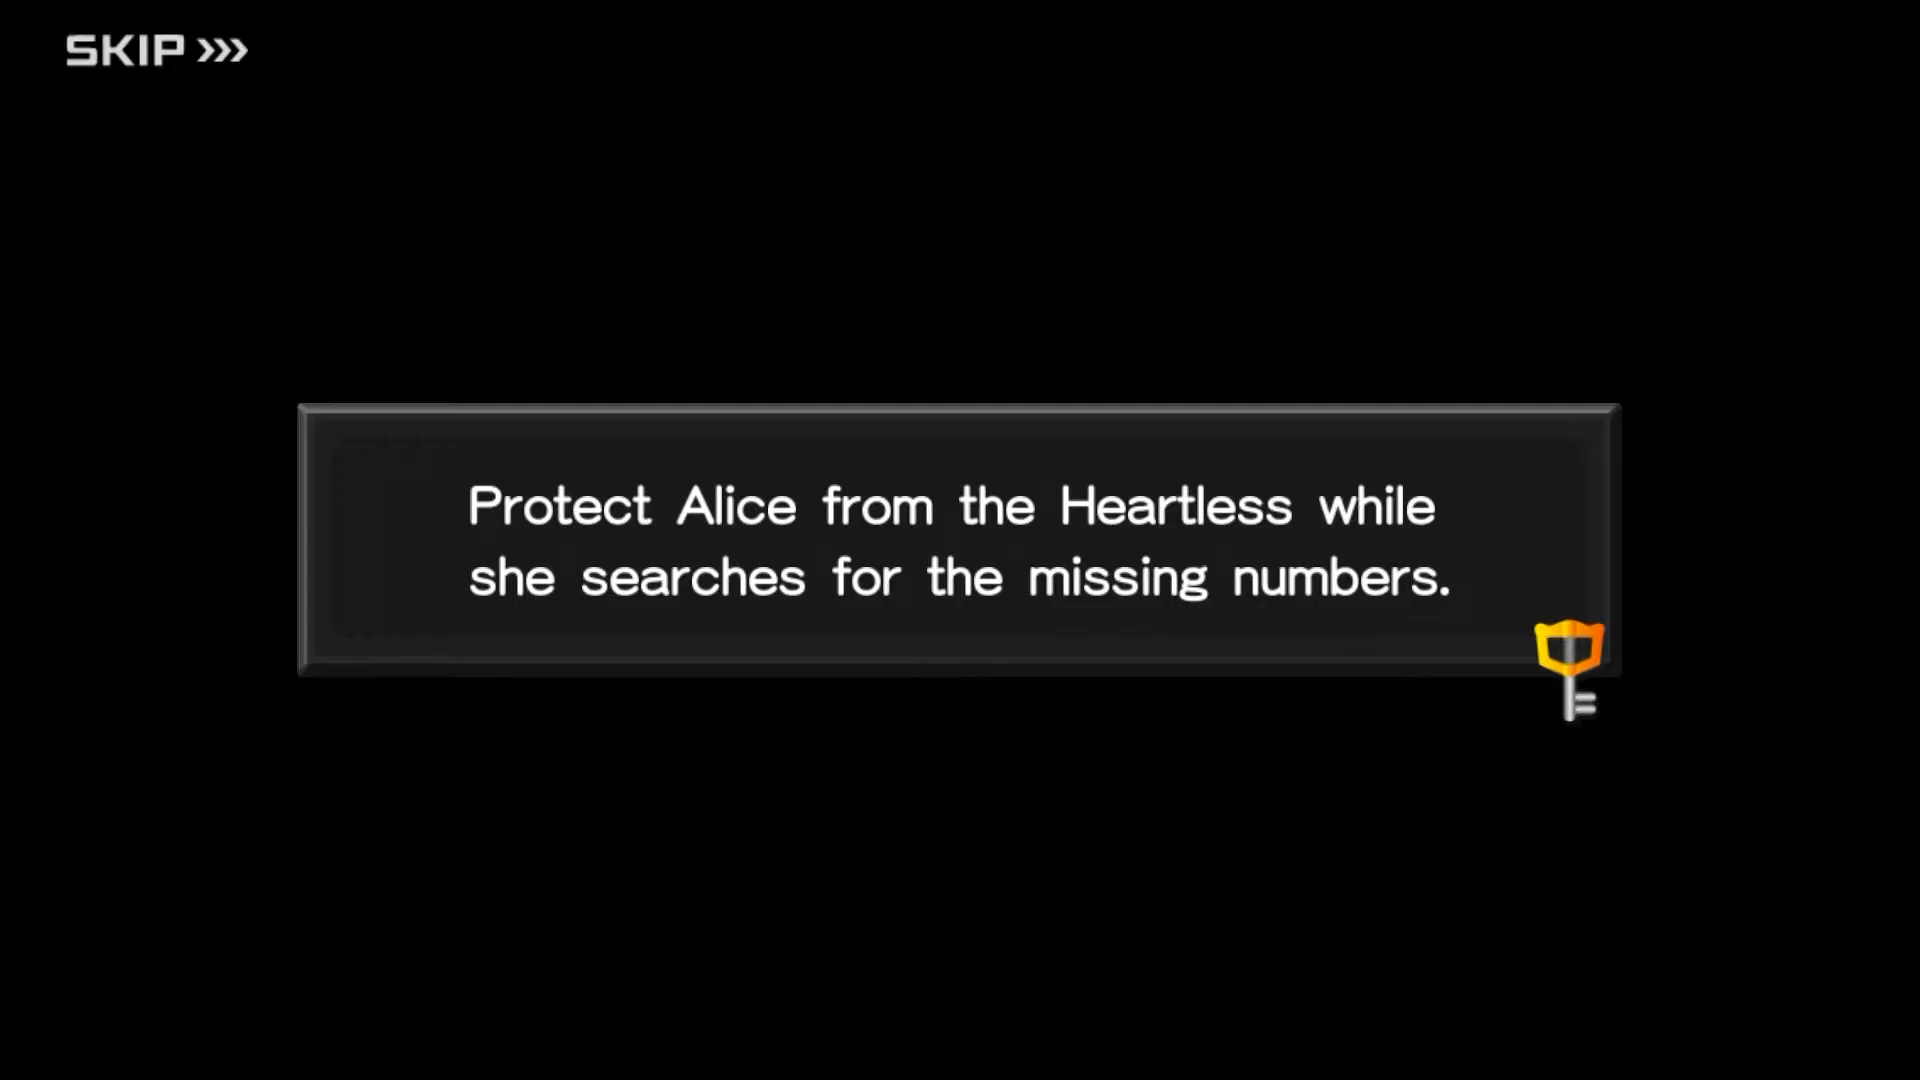 SKIP >>>
Protect Alice from the Heartless while
she searches for the missing numbers.